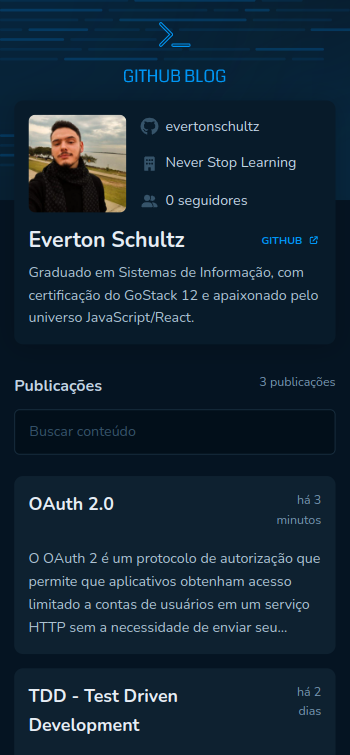 GITHUB BLOG
evertonschultz
Never Stop Learning
0 seguidores
Everton Schultz
GITHUB
Graduado em Sistemas de Informação, com
certificação do GoStack 12 e apaixonado pelo
universo JavaScript/React.
Publicações
3 publicações
Buscar conteúdo
OAuth 2.0
há 3
minutos
O OAuth 2 é um protocolo de autorização que
permite que aplicativos obtenham acesso
limitado a contas de usuários em um serviço
HTTP sem a necessidade de enviar seu...
TDD - Test Driven
Development
há 2
dias